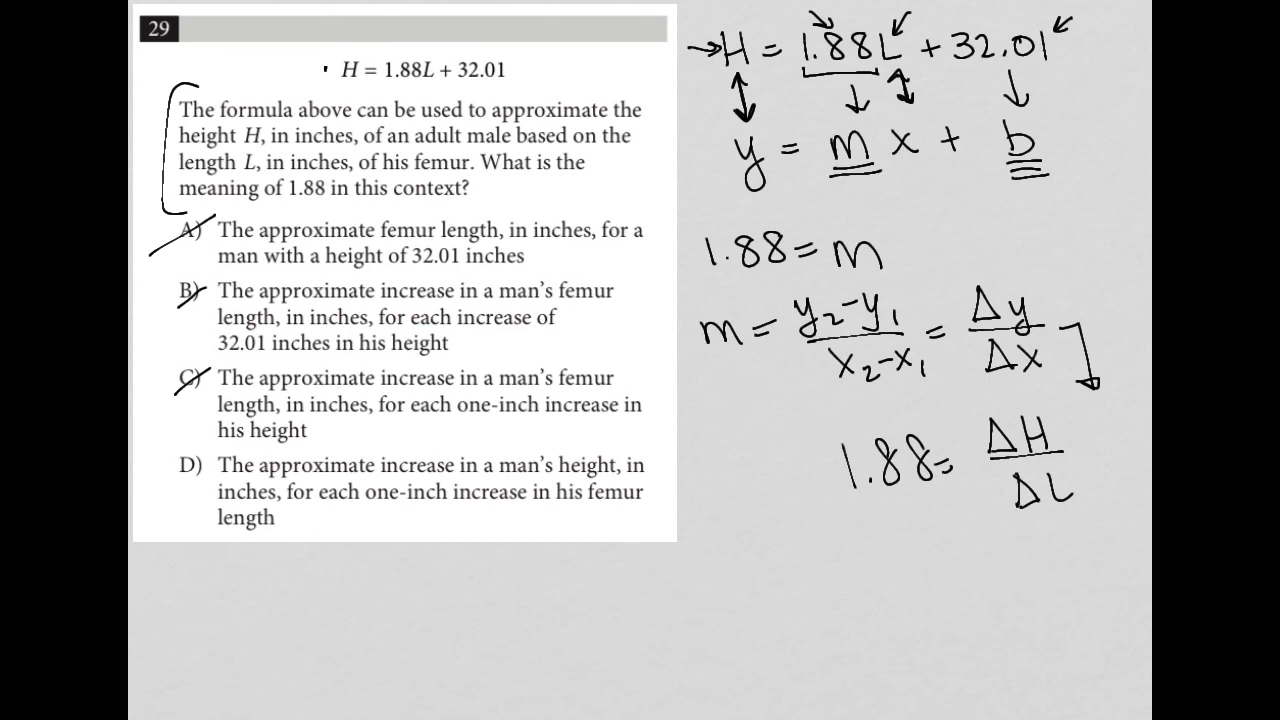 29
H = 1.88L + 32.01
The formula above can be used to approximate the
height H, in inches, of an adult male based on the
length L, in inches, of his femur. What is the
meaning of 1.88 in this context?
A) The approximate femur length, in inches, for a
man with a height of 32.01 inches
B) The approximate increase in a man's femur
length, in inches, for each increase of
32.01 inches in his height
C) The approximate increase in a man's femur
length, in inches, for each one-inch increase in
his height
D) The approximate increase in a man's height, in
inches, for each one-inch increase in his femur
length
→H = 1.88L + 32.01
y = mx + b
1.88 = m
m = y₂-y₁ / x₂-x₁ = Δy / Δx
1.88 = ΔH / ΔL